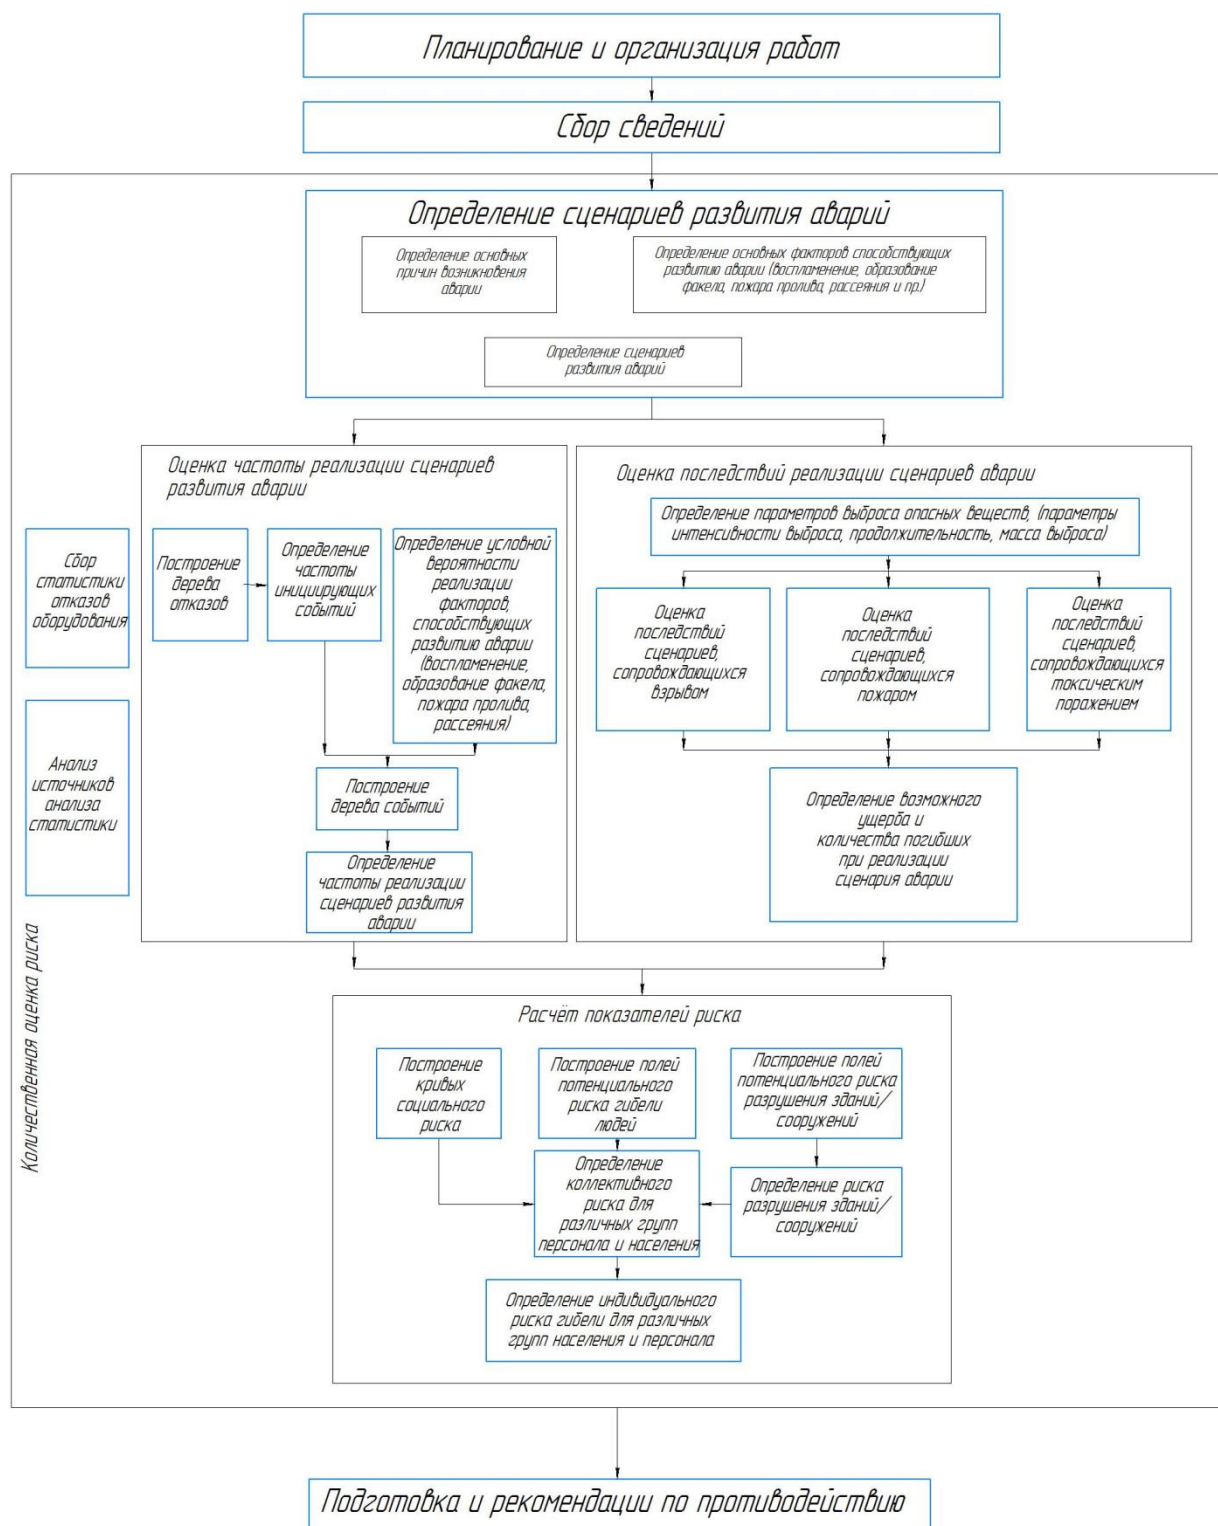 Планирование и организация работ
Сбор сведений
Определение сценариев развития аварий
Определение основных
причин возникновения
аварии
Определение основных факторов способствующих
развитию аварии (воспламенение, образование
факела, пожара пролива, рассеяния и пр.)
Определение сценариев
развития аварий
Оценка частоты реализации сценариев
развития аварии
Сбор
статистики
отказов
оборудования
Анализ
источников
анализа
статистики
Построение
дерева
отказов
Определение
частоты
инициирующих
событий
Определение условной
вероятности
реализации
факторов,
способствующих
развитию аварии
(воспламенение,
образование факела,
пожара пролива,
рассеяния)
Построение
дерева событий
Определение
частоты реализации
сценариев развития
аварии
Оценка последствий реализации сценариев аварии
Определение параметров выброса опасных веществ, (параметры
интенсивности выброса, продолжительность, масса выброса)
Оценка
последствий
сценариев,
сопровождающихся
взрывом
Оценка
последствий
сценариев,
сопровождающихся
пожаром
Оценка
последствий
сценариев,
сопровождающихся
токсическим
поражением
Определение возможного
ущерба и
количества погибших
при реализации
сценария аварии
Количественная оценка риска
Расчёт показателей риска
Построение
кривых
социального
риска
Построение полей
потенциального
риска гибели
людей
Построение полей
потенциального риска
разрушения зданий/
сооружений
Определение
коллективного
риска для
различных групп
персонала и населения
Определение риска
разрушения зданий/
сооружений
Определение индивидуального
риска гибели для различных
групп населения и персонала
Подготовка и рекомендации по противодействию